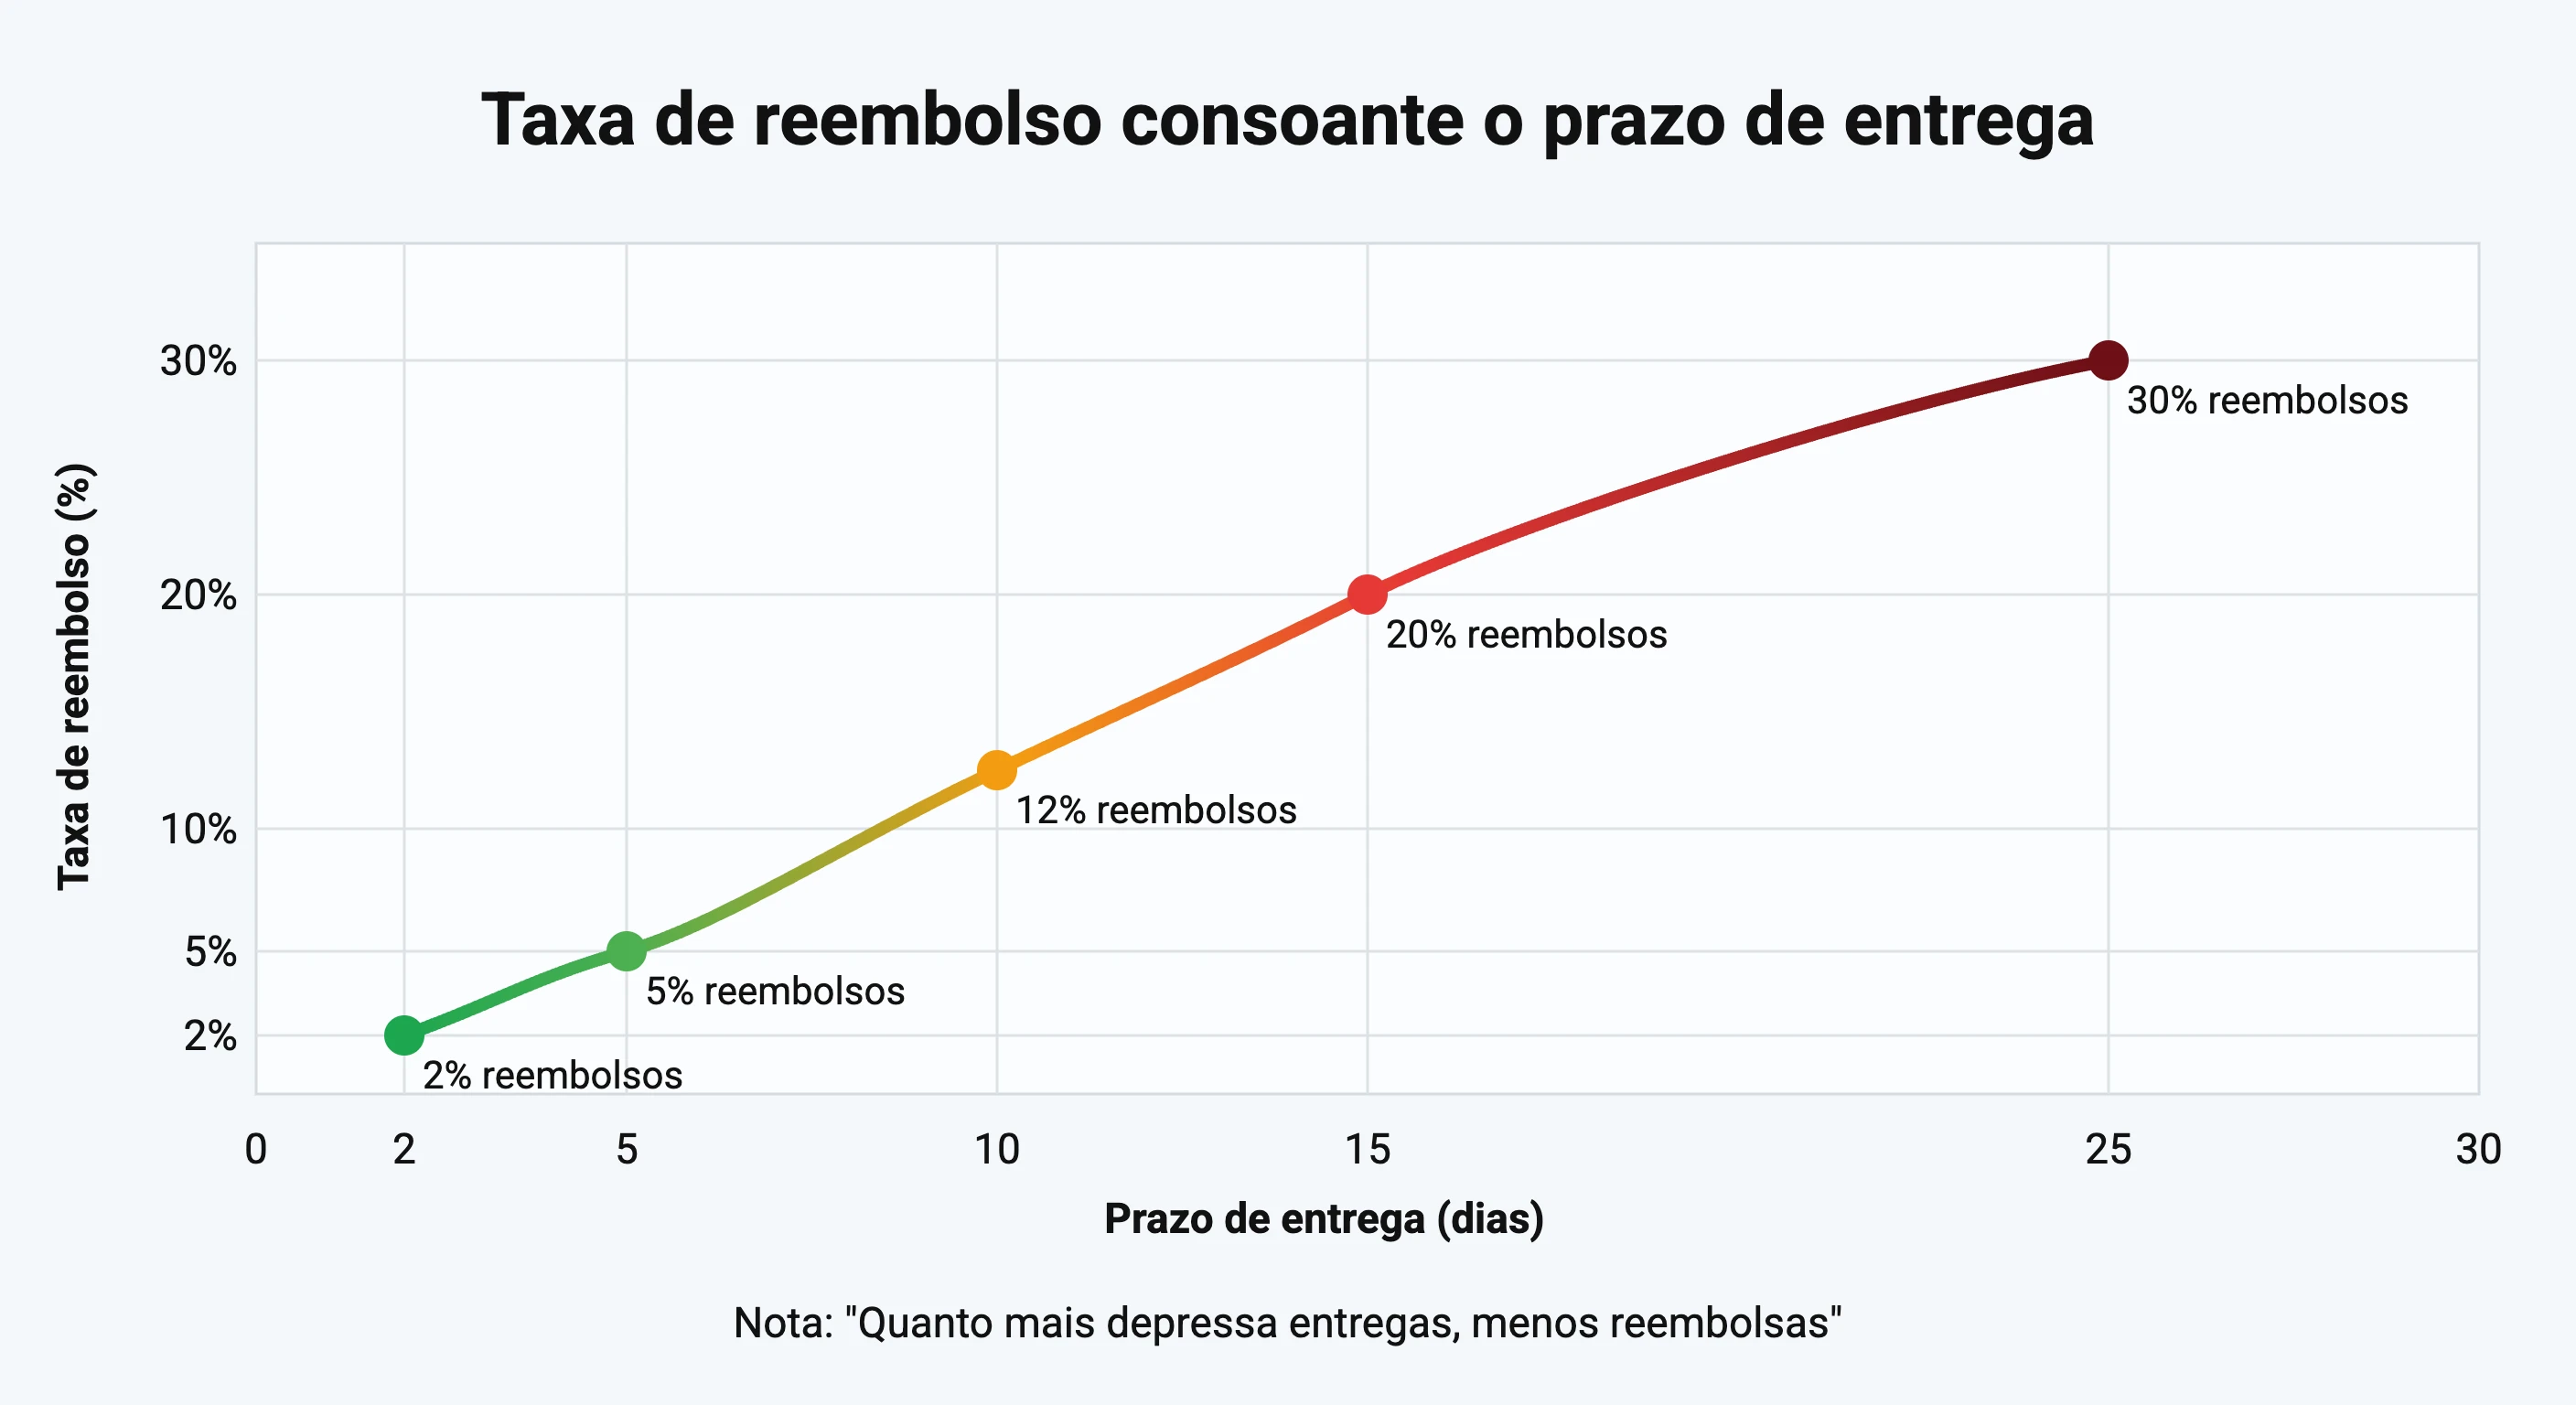 Taxa de reembolso consoante o prazo de entrega
Taxa de reembolso (%)
30%
20%
10%
5%
2%
30% reembolsos
20% reembolsos
12% reembolsos
5% reembolsos
2% reembolsos
0 2 5 10 15 25 30
Prazo de entrega (dias)
Nota: "Quanto mais depressa entregas, menos reembolsas"